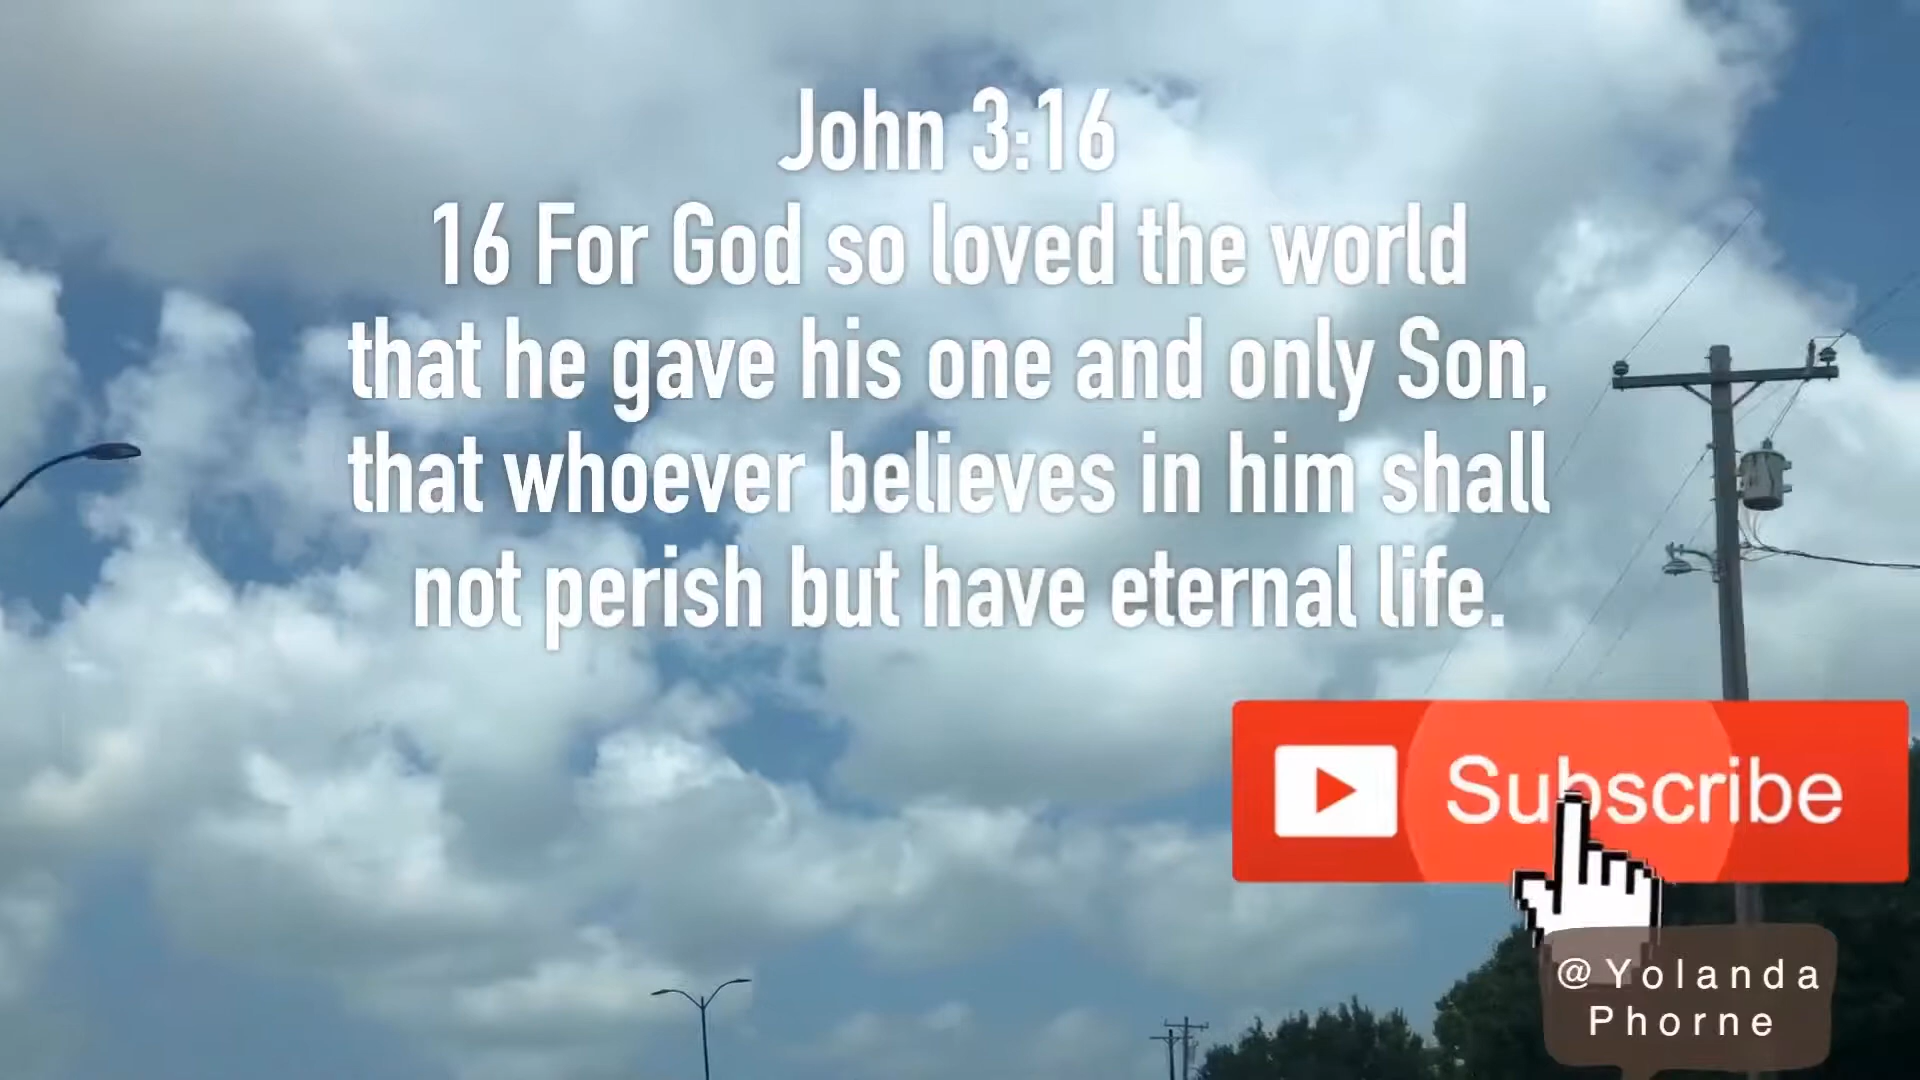 John 3:16
16 For God so loved the world
that he gave his one and only Son,
that whoever believes in him shall
not perish but have eternal life.
Subscribe
@Yolanda
Phorne